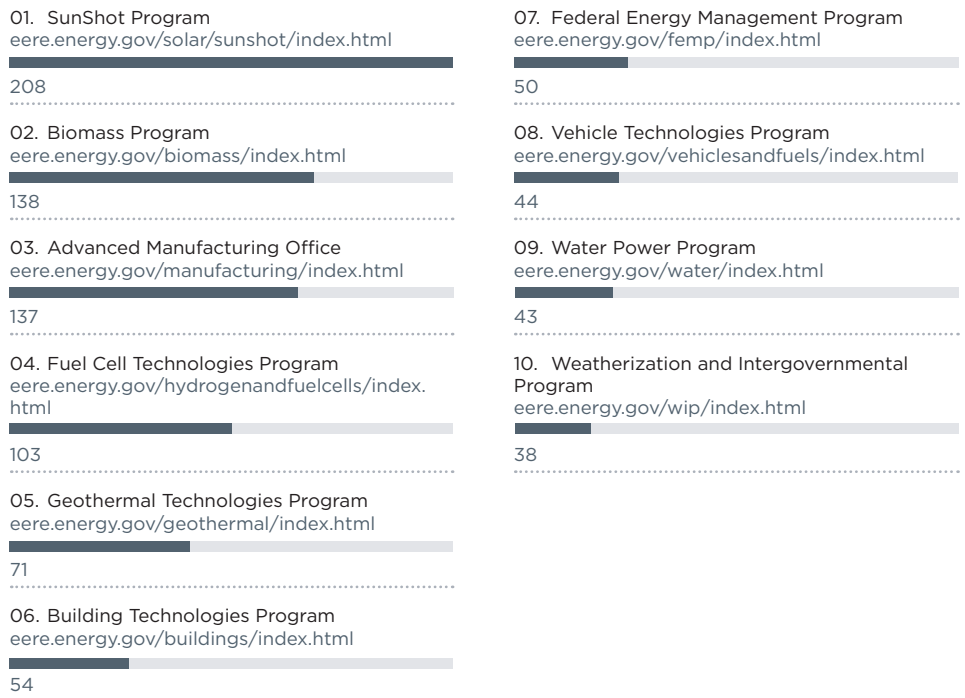 01. SunShot Program
eere.energy.gov/solar/sunshot/index.html
208
02. Biomass Program
eere.energy.gov/biomass/index.html
138
03. Advanced Manufacturing Office
eere.energy.gov/manufacturing/index.html
137
04. Fuel Cell Technologies Program
eere.energy.gov/hydrogenandfuelcells/index.
html
103
05. Geothermal Technologies Program
eere.energy.gov/geothermal/index.html
71
06. Building Technologies Program
eere.energy.gov/buildings/index.html
54
07. Federal Energy Management Program
eere.energy.gov/femp/index.html
50
08. Vehicle Technologies Program
eere.energy.gov/vehiclesandfuels/index.html
44
09. Water Power Program
eere.energy.gov/water/index.html
43
10. Weatherization and Intergovernmental
Program
eere.energy.gov/wip/index.html
38